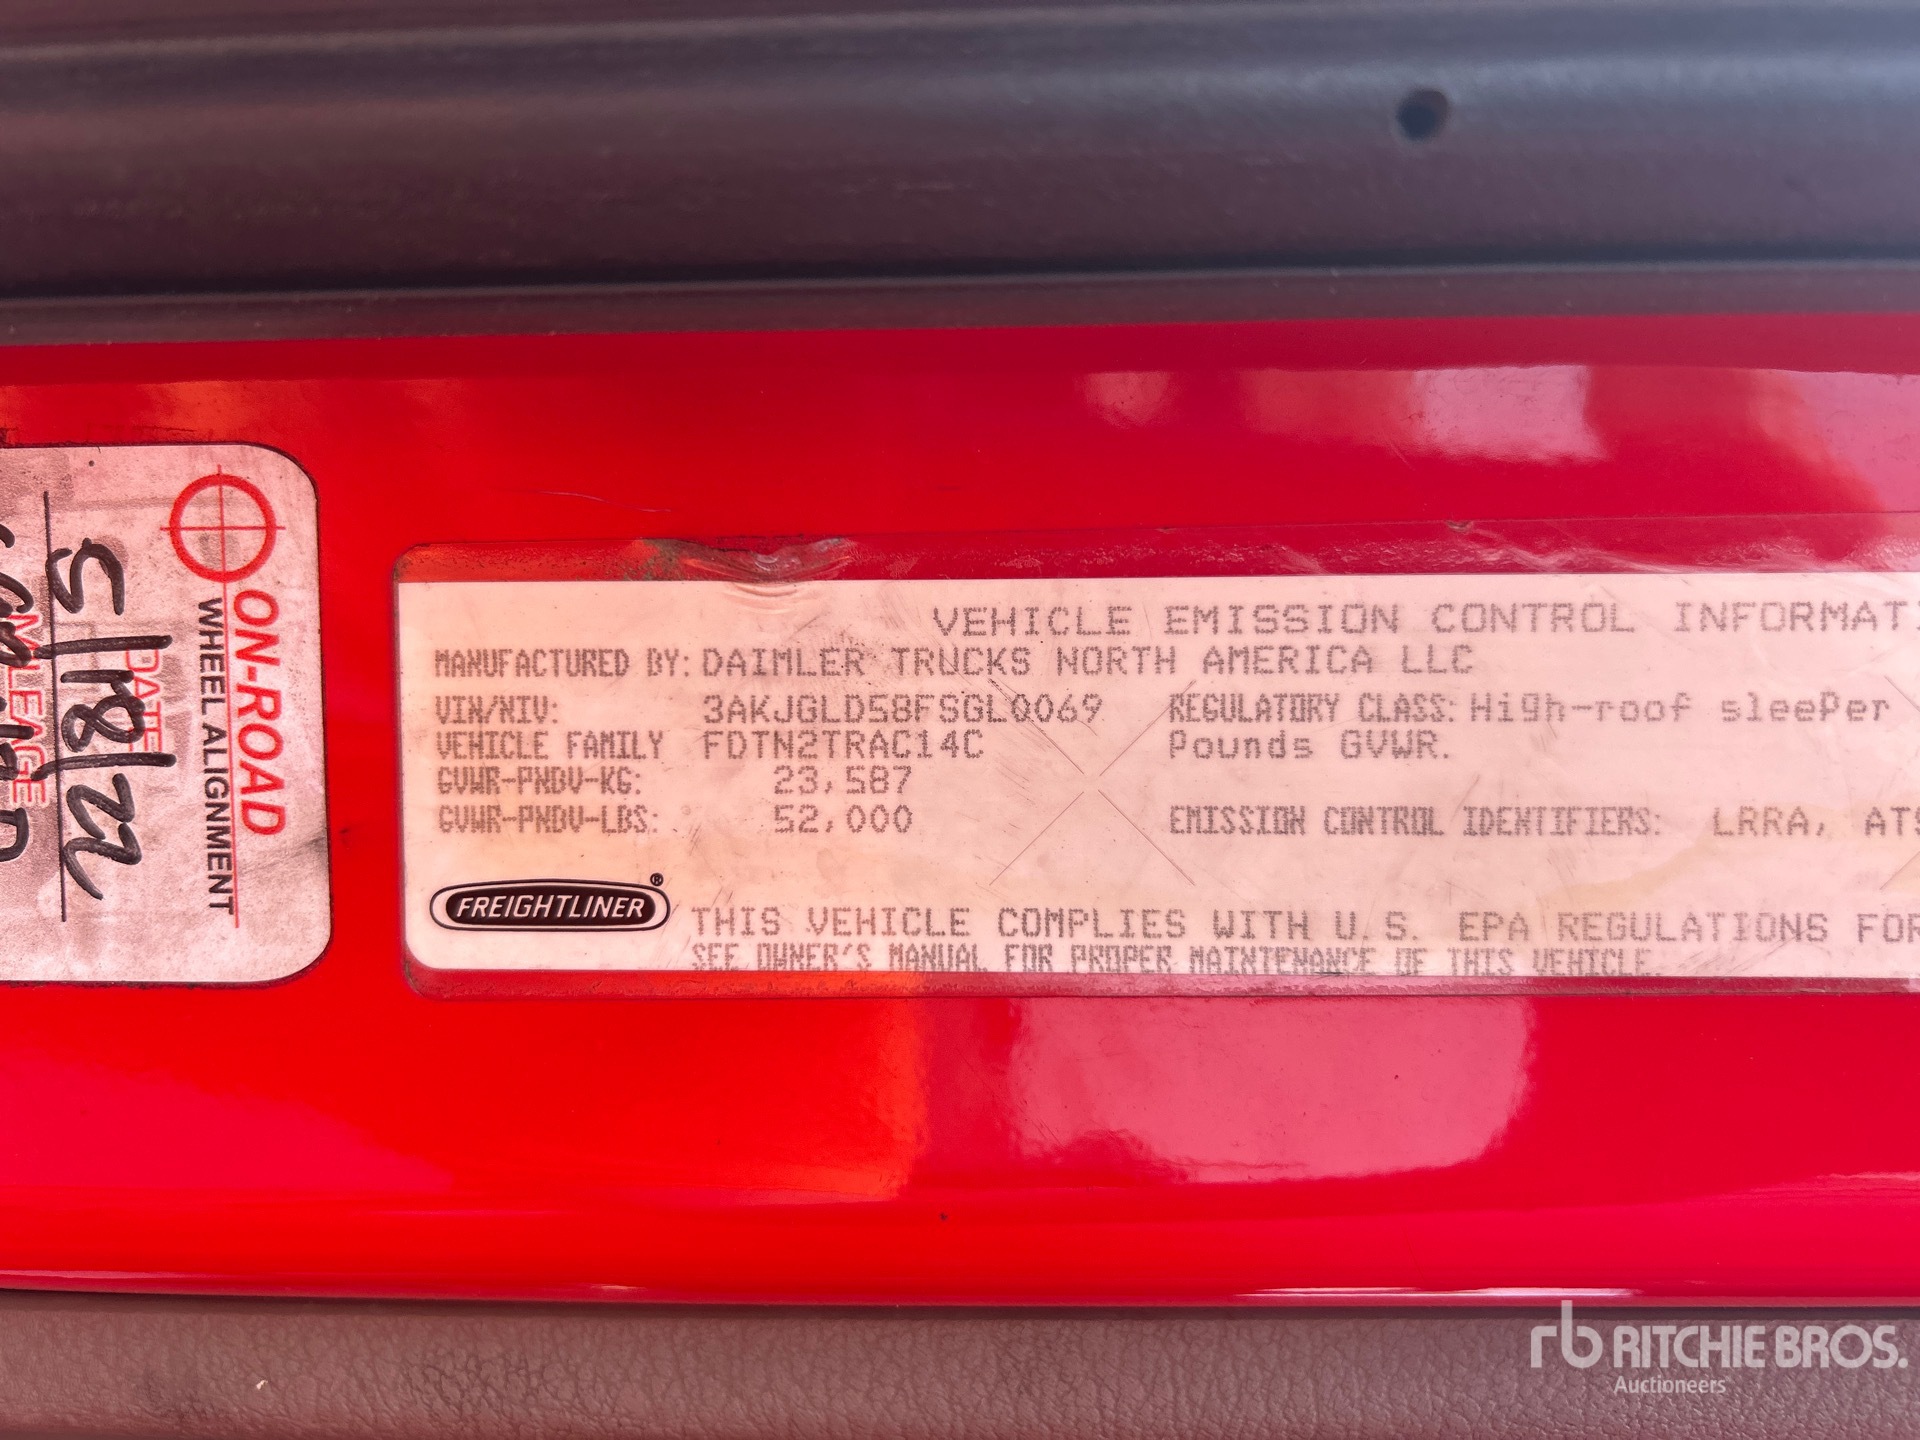 ON-ROAD
WHEEL ALIGNMENT
DATE
5/18/22
MILEAGE
VEHICLE EMISSION CONTROL INFORMATI
MANUFACTURED BY: DAIMLER TRUCKS NORTH AMERICA LLC
VIN/NIV: 3AKJGLD58FSGL0069 REGULATORY CLASS: High-roof sleePer
VEHICLE FAMILY FDTN2TRAC14C Pounds GVWR.
GVWR-PNBV-KG: 23,587
GVWR-PNBV-LBS: 52,000 EMISSION CONTROL IDENTIFIERS: LRRA, ATS
FREIGHTLINER® THIS VEHICLE COMPLIES WITH U.S. EPA REGULATIONS FOR
SEE OWNER'S MANUAL FOR PROPER MAINTENANCE OF THIS VEHICLE.
rb RITCHIE BROS.
Auctioneers